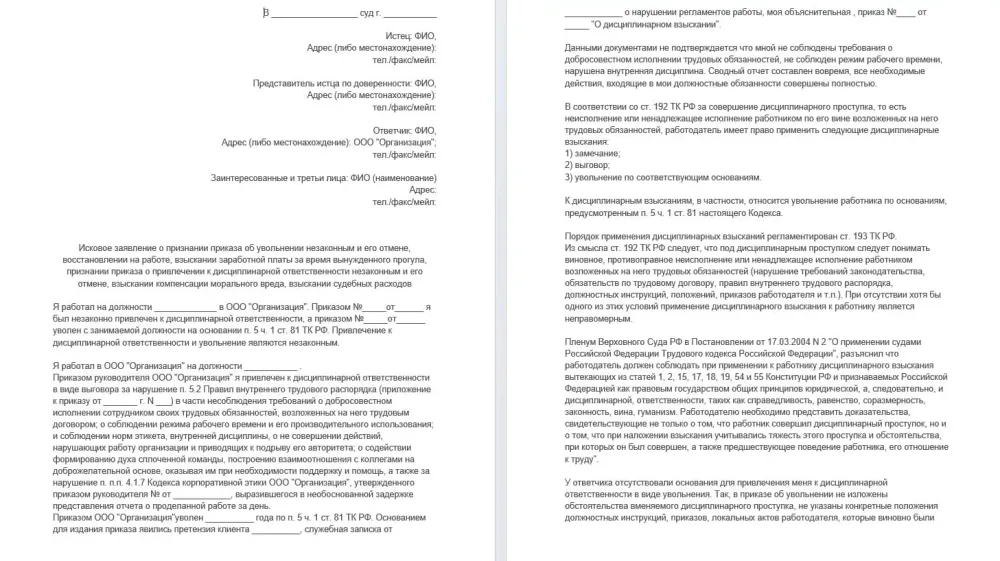 В __________________ суд г. ___________
Истец: ФИО,
Адрес (либо местонахождение):
тел./факс/мейл:
Представитель истца по доверенности: ФИО,
Адрес (либо местонахождение):
тел./факс/мейл:
Ответчик: ФИО,
Адрес (либо местонахождение): ООО "Организация";
тел./факс/мейл:
Заинтересованные и третьи лица: ФИО (наименование)
Адрес:
тел./факс/мейл:
Исковое заявление о признании приказа об увольнении незаконным и его отмене,
восстановлении на работе, взыскании заработной платы за время вынужденного прогула,
признании приказа о привлечении к дисциплинарной ответственности незаконным и его
отмене, взыскании компенсации морального вреда, взыскании судебных расходов
Я работал на должности _____________ в ООО "Организация". Приказом №_____от______ я
был незаконно привлечен к дисциплинарной ответственности, а приказом №_____от______
уволен с занимаемой должности на основании п. 5 ч. 1 ст. 81 ТК РФ. Привлечение к
дисциплинарной ответственности и увольнение являются незаконным.
Я работал в ООО "Организация" на должности ___________ .
Приказом руководителя ООО "Организация" я привлечен к дисциплинарной ответственности
в виде выговора за нарушение п. 5.2 Правил внутреннего трудового распорядка (приложение
к приказу от _______ г. N ___) в части несоблюдения требований о добросовестном
исполнении сотрудником своих трудовых обязанностей, возложенных на него трудовым
договором; о соблюдении режима рабочего времени и его производительного использования;
и соблюдении норм этикета, внутренней дисциплины, о не совершении действий,
нарушающих работу организации и приводящих к подрыву его авторитета; о содействии
формированию духа сплоченной команды, построению взаимоотношения с коллегами на
доброжелательной основе, оказывая им при необходимости поддержку и помощь, а также за
нарушение п. п.п. 4.1.7 Кодекса корпоративной этики ООО "Организация", утвержденного
приказом руководителя № от ____________, выразившегося в необоснованной задержке
представления отчета о проделанной работе за день.
Приказом ООО "Организация"уволен __________ года по п. 5 ч. 1 ст. 81 ТК РФ. Основанием
для издания приказа явились претензия клиента __________, служебная записка от
____________ о нарушении регламентов работы, моя объяснительная , приказ №____ от
_____ "О дисциплинарном взыскании".
Данными документами не подтверждается что мной не соблюдены требования о
добросовестном исполнении трудовых обязанностей, не соблюден режим рабочего времени,
нарушена внутренняя дисциплина. Сводный отчет составлен вовремя, все необходимые
действия, входящие в мои должностные обязанности совершены полностью.
В соответствии со ст. 192 ТК РФ за совершение дисциплинарного проступка, то есть
неисполнение или ненадлежащее исполнение работником по его вине возложенных на него
трудовых обязанностей, работодатель имеет право применить следующие дисциплинарные
взыскания:
1) замечание;
2) выговор;
3) увольнение по соответствующим основаниям.
К дисциплинарным взысканиям, в частности, относится увольнение работника по основаниям,
предусмотренным п. 5 ч. 1 ст. 81 настоящего Кодекса.
Порядок применения дисциплинарных взысканий регламентирован ст. 193 ТК РФ.
Из смысла ст. 192 ТК РФ следует, что под дисциплинарным проступком следует понимать
виновное, противоправное неисполнение или ненадлежащее исполнение работником
возложенных на него трудовых обязанностей (нарушение требований законодательства,
обязательств по трудовому договору, правил внутреннего трудового распорядка,
должностных инструкций, положений, приказов работодателя и т.п.). При отсутствии хотя бы
одного из этих условий применение дисциплинарного взыскания к работнику является
неправомерным.
Пленум Верховного Суда РФ в Постановлении от 17.03.2004 N 2 "О применении судами
Российской Федерации Трудового кодекса Российской Федерации", разъяснил что
работодатель должен соблюдать при применении к работнику дисциплинарного взыскания
вытекающих из статей 1, 2, 15, 17, 18, 19, 54 и 55 Конституции РФ и признаваемых Российской
Федерацией как правовым государством общих принципов юридической, а, следовательно, и
дисциплинарной, ответственности, таких как справедливость, равенство, соразмерность,
законность, вина, гуманизм. Работодателю необходимо представить доказательства,
свидетельствующие не только о том, что работник совершил дисциплинарный проступок, но и
о том, что при наложении взыскания учитывались тяжесть этого проступка и обстоятельства,
при которых он был совершен, а также предшествующее поведение работника, его отношение
к труду".
У ответчика отсутствовали основания для привлечения меня к дисциплинарной
ответственности в виде увольнения. Так, в приказе об увольнении не изложены
обстоятельства вменяемого дисциплинарного проступка, не указаны конкретные положения
должностных инструкций, приказов, локальных актов работодателя, которые виновно были